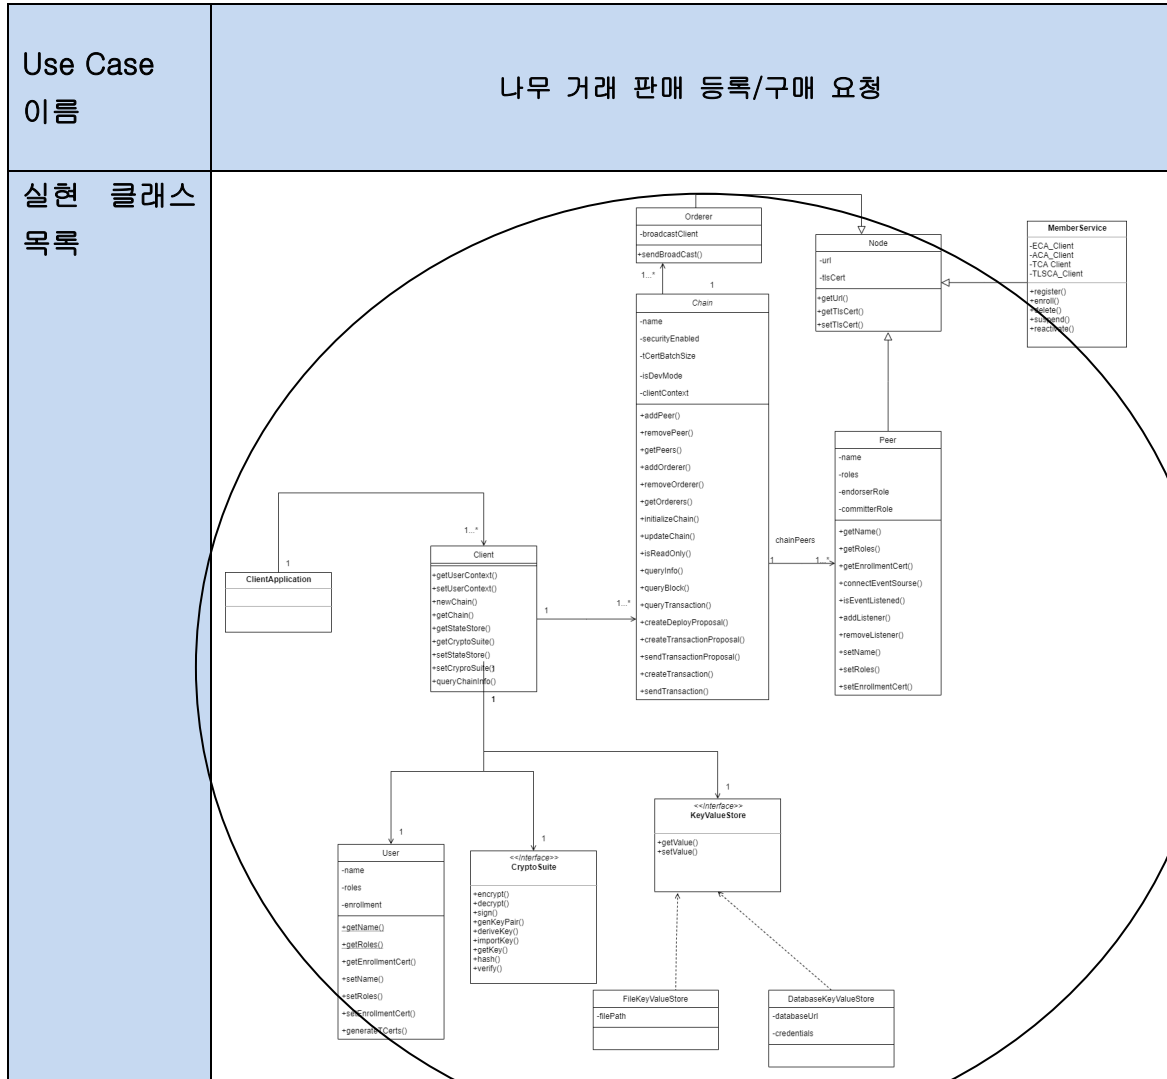 Use Case
이름
나무 거래 판매 등록/구매 요청
실현 클래스
목록
Orderer
-broadcastClient
+sendBroadCast()
1...*
1
Node
-url
-tlsCert
+getUrl()
+getTlsCert()
+setTlsCert()
MemberService
-ECA_Client
-ACA_Client
-TCA Client
-TLSCA_Client
+register()
+enroll()
+delete()
+suspend()
+reactivate()
Chain
-name
-securityEnabled
-tCertBatchSize
-isDevMode
-clientContext
+addPeer()
+removePeer()
+getPeers()
+addOrderer()
+removeOrderer()
+getOrderers()
+initializeChain()
+updateChain()
+isReadOnly()
+queryInfo()
+queryBlock()
+queryTransaction()
+createDeployProposal()
+createTransactionProposal()
+sendTransactionProposal()
+createTransaction()
+sendTransaction()
chainPeers
1
1...*
Peer
-name
-roles
-endorserRole
-committerRole
+getName()
+getRoles()
+getEnrollmentCert()
+connectEventSourse()
+isEventListened()
+addListener()
+removeListener()
+setName()
+setRoles()
+setEnrollmentCert()
1...*
1
ClientApplication
Client
+getUserContext()
+setUserContext()
+newChain()
+getChain()
+getStateStore()
+getCryptoSuite()
+setStateStore()
+setCryproSuite()
+queryChainInfo()
1
1...*
1
1
1
1
1
User
-name
-roles
-enrollment
+getName()
+getRoles()
+getEnrollmentCert()
+setName()
+setRoles()
+setEnrollmentCert()
+generateTCerts()
<<Interface>>
CryptoSuite
+encrypt()
+decrypt()
+sign()
+genKeyPair()
+deriveKey()
+importKey()
+getKey()
+hash()
+verify()
<<Interface>>
KeyValueStore
+getValue()
+setValue()
FileKeyValueStore
-filePath
DatabaseKeyValueStore
-databaseUrl
-credentials